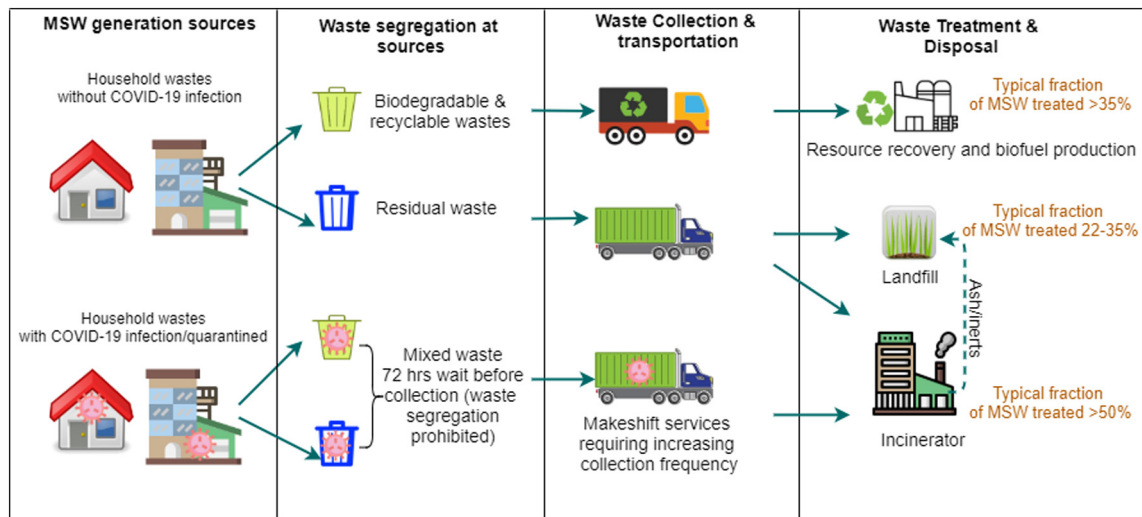 MSW generation sources
Waste segregation at
sources
Waste Collection &
transportation
Waste Treatment &
Disposal
Household wastes
without COVID-19 infection
Biodegradable &
recyclable wastes
Typical fraction
of MSW treated >35%
Resource recovery and biofuel production
Residual waste
Typical fraction
of MSW treated 22-35%
Landfill
Ash/inerts
Household wastes
with COVID-19 infection/quarantined
Mixed waste
72 hrs wait before
collection (waste
segregation
prohibited)
Makeshift services
requiring increasing
collection frequency
Typical fraction
of MSW treated >50%
Incinerator